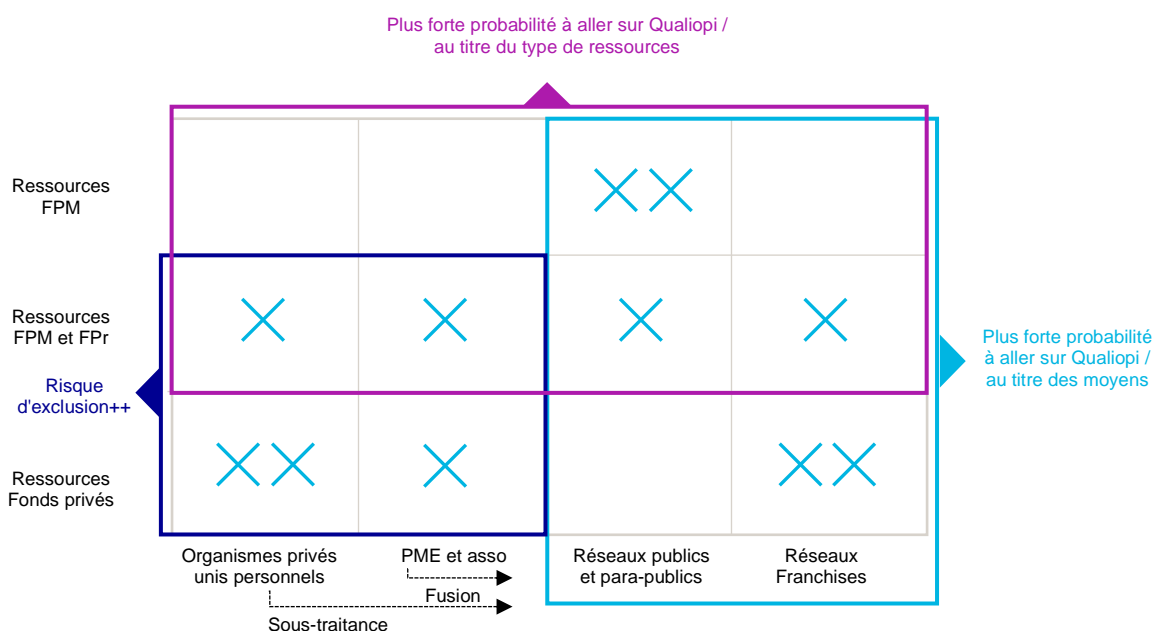 Plus forte probabilité à aller sur Qualiopi /
au titre du type de ressources
Ressources
FPM
Ressources
FPM et FPr
Risque
d'exclusion++
Plus forte probabilité
à aller sur Qualiopi /
au titre des moyens
Ressources
Fonds privés
Organismes privés
unis personnels
PME et asso
Réseaux publics
et para-publics
Réseaux
Franchises
Fusion
Sous-traitance